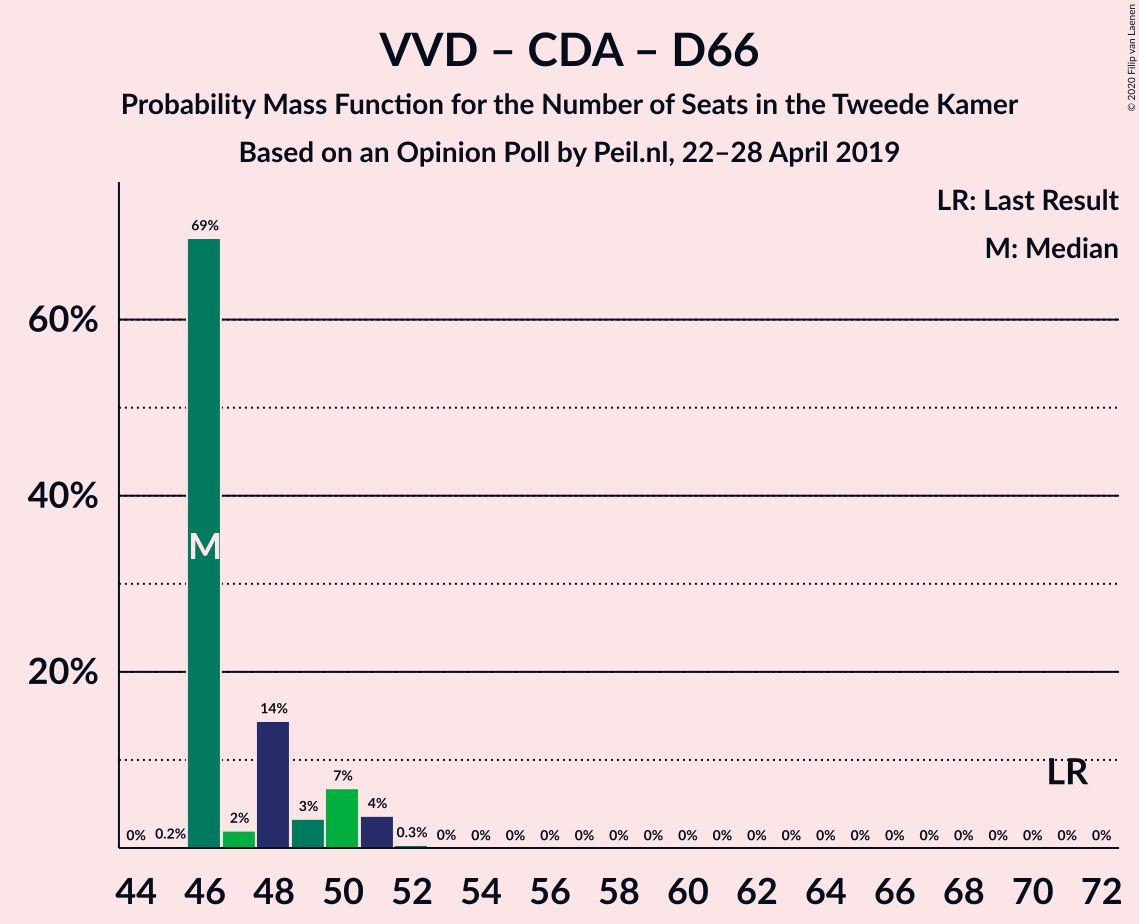 VVD – CDA – D66
Probability Mass Function for the Number of Seats in the Tweede Kamer
Based on an Opinion Poll by Peil.nl, 22–28 April 2019
© 2020 Filip van Laenen
LR: Last Result
M: Median
60%
40%
20%
0% 0.2% 69% 2% 14% 3% 7% 4% 0.3% 0% 0% 0% 0% 0% 0% 0% 0% 0% 0% 0% 0% 0% 0% 0% 0% 0% 0% 0% 0%
M
LR
44 46 48 50 52 54 56 58 60 62 64 66 68 70 72